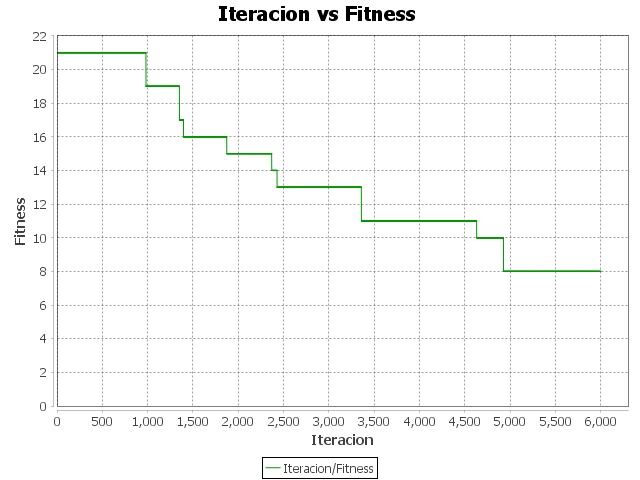 Iteracion vs Fitness
22
20
18
16
14
12
10
8
6
4
2
0
Fitness
0 500 1,000 1,500 2,000 2,500 3,000 3,500 4,000 4,500 5,000 5,500 6,000
Iteracion
Iteracion/Fitness